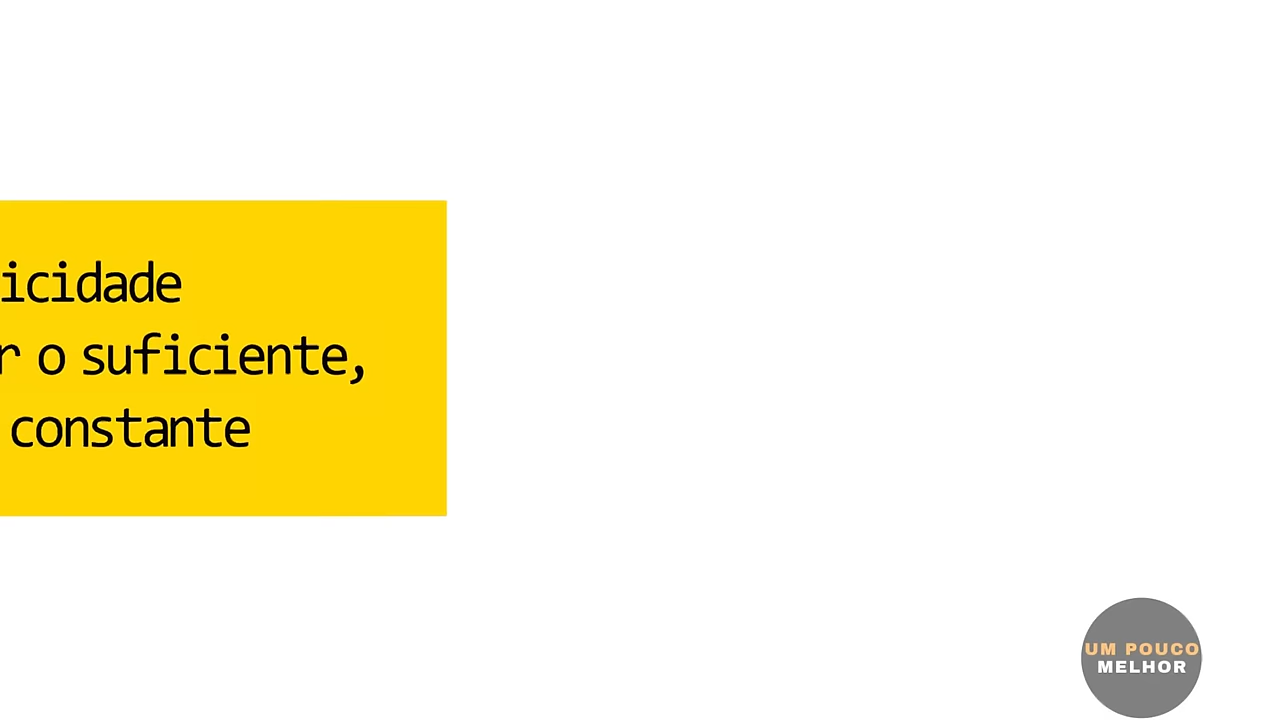 icidade
r o suficiente,
constante
UM POUCO
MELHOR